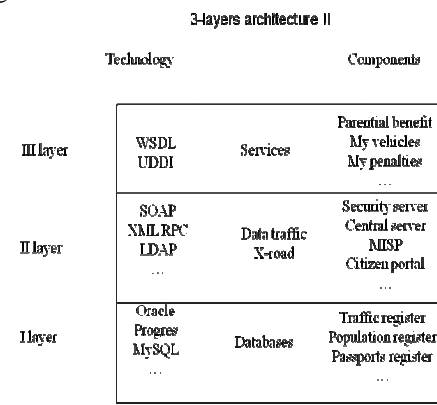 3-layers architecture II
Technology Components
III layer
WSDL
UDDI
Services
Parental benefit
My vehicles
My penalties
…
II layer
SOAP
XML RPC
LDAP
…
Data traffic
X-road
Security server
Central server
MISP
Citizen portal
…
I layer
Oracle
Progres
MySQL
…
Databases
Traffic register
Population register
Passports register
…